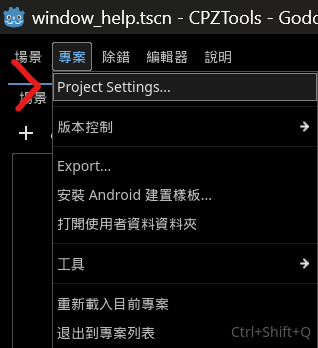 window_help.tscn - CPZTools - Godo
場景 專案 除錯 編輯器 說明
Project Settings...
場景
版本控制
Export...
安裝 Android 建置樣板...
打開使用者資料資料夾
工具
重新載入目前專案
退出到專案列表 Ctrl+Shift+Q